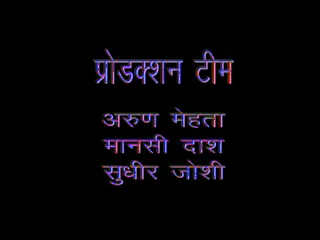 प्रोडक्शन टीम
अरुण मेहता
मानसी दाश
सुधीर जोशी